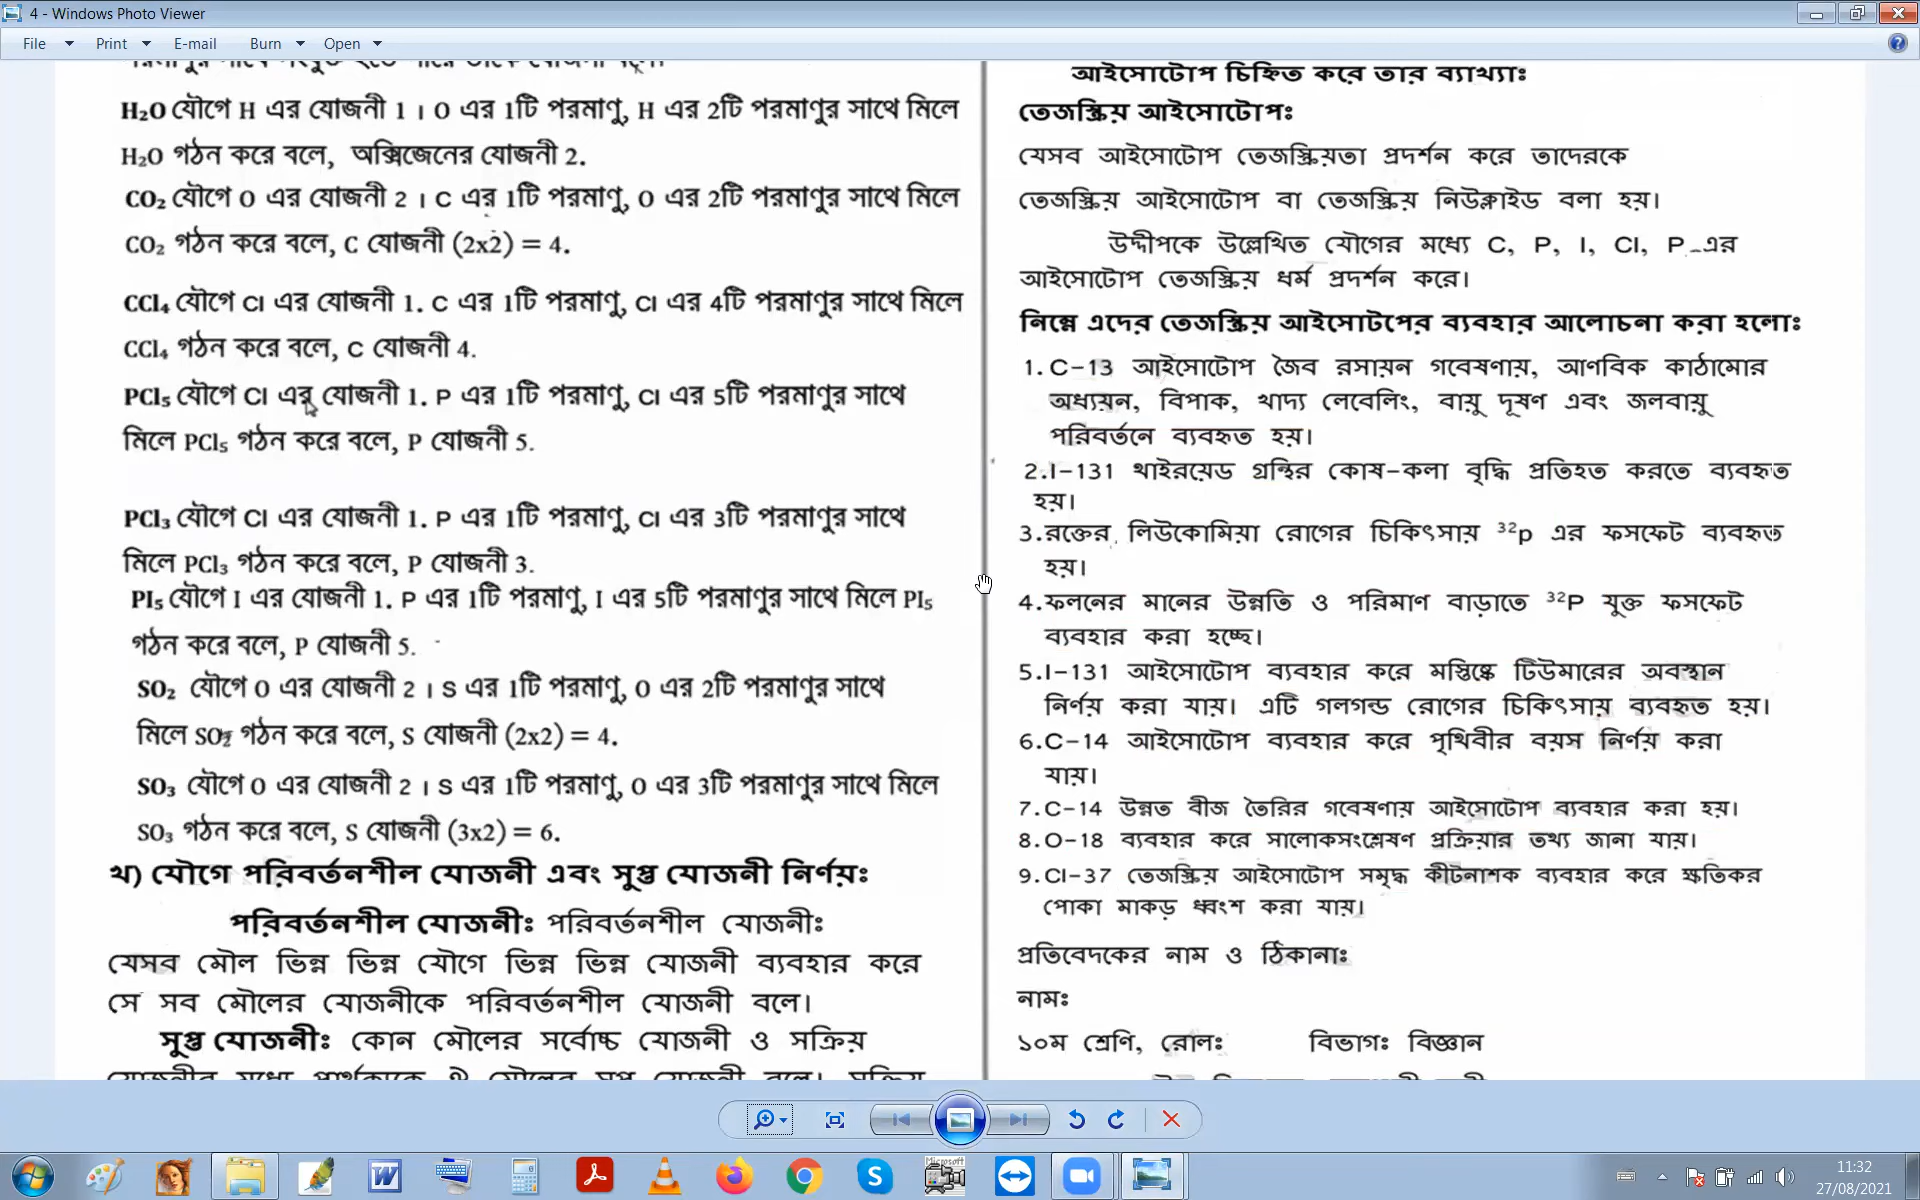 4 - Windows Photo Viewer
File Print E-mail Burn Open
H₂O যৌগে H এর যোজনী 1 । O এর 1টি পরমাণু, H এর 2টি পরমাণুর সাথে মিলে
H₂O গঠন করে বলে, অক্সিজেনের যোজনী 2.
CO₂ যৌগে O এর যোজনী 2 । C এর 1টি পরমাণু, O এর 2টি পরমাণুর সাথে মিলে
CO₂ গঠন করে বলে, C যোজনী (2x2) = 4.
CCl₄ যৌগে Cl এর যোজনী 1. C এর 1টি পরমাণু, Cl এর 4টি পরমাণুর সাথে মিলে
CCl₄ গঠন করে বলে, C যোজনী 4.
PCl₅ যৌগে Cl এর যোজনী 1. P এর 1টি পরমাণু, Cl এর 5টি পরমাণুর সাথে
মিলে PCl₅ গঠন করে বলে, P যোজনী 5.
PCl₃ যৌগে Cl এর যোজনী 1. P এর 1টি পরমাণু, Cl এর 3টি পরমাণুর সাথে
মিলে PCl₃ গঠন করে বলে, P যোজনী 3.
PI₅ যৌগে I এর যোজনী 1. P এর 1টি পরমাণু, I এর 5টি পরমাণুর সাথে মিলে PI₅
গঠন করে বলে, P যোজনী 5.
SO₂ যৌগে O এর যোজনী 2 । S এর 1টি পরমাণু, O এর 2টি পরমাণুর সাথে
মিলে SO₂ গঠন করে বলে, S যোজনী (2x2) = 4.
SO₃ যৌগে O এর যোজনী 2 । S এর 1টি পরমাণু, O এর 3টি পরমাণুর সাথে মিলে
SO₃ গঠন করে বলে, S যোজনী (3x2) = 6.
খ) যৌগে পরিবর্তনশীল যোজনী এবং সুপ্ত যোজনী নির্ণয়ঃ
পরিবর্তনশীল যোজনীঃ পরিবর্তনশীল যোজনীঃ
যেসব মৌল ভিন্ন ভিন্ন যৌগে ভিন্ন ভিন্ন যোজনী ব্যবহার করে
সে সব মৌলের যোজনীকে পরিবর্তনশীল যোজনী বলে।
সুপ্ত যোজনীঃ কোন মৌলের সর্বোচ্চ যোজনী ও সক্রিয়
আইসোটোপ চিহ্নিত করে তার ব্যাখ্যাঃ
তেজস্ক্রিয় আইসোটোপঃ
যেসব আইসোটোপ তেজস্ক্রিয়তা প্রদর্শন করে তাদেরকে
তেজস্ক্রিয় আইসোটোপ বা তেজস্ক্রিয় নিউক্লাইড বলা হয়।
উদ্দীপকে উল্লেখিত যৌগের মধ্যে C, P, I, Cl, P এর
আইসোটোপ তেজস্ক্রিয় ধর্ম প্রদর্শন করে।
নিম্নে এদের তেজস্ক্রিয় আইসোটপের ব্যবহার আলোচনা করা হলোঃ
1. C-13 আইসোটোপ জৈব রসায়ন গবেষণায়, আণবিক কাঠামোর
অধ্যয়ন, বিপাক, খাদ্য লেবেলিং, বায়ু দূষণ এবং জলবায়ু
পরিবর্তনে ব্যবহৃত হয়।
2.I-131 থাইরয়েড গ্রন্থির কোষ-কলা বৃদ্ধি প্রতিহত করতে ব্যবহৃত
হয়।
3.রক্তের লিউকোমিয়া রোগের চিকিৎসায় ³²p এর ফসফেট ব্যবহৃত
হয়।
4.ফলনের মানের উন্নতি ও পরিমাণ বাড়াতে ³²P যুক্ত ফসফেট
ব্যবহার করা হচ্ছে।
5.I-131 আইসোটোপ ব্যবহার করে মস্তিষ্কে টিউমারের অবস্থান
নির্ণয় করা যায়। এটি গলগন্ড রোগের চিকিৎসায় ব্যবহৃত হয়।
6.C-14 আইসোটোপ ব্যবহার করে পৃথিবীর বয়স নির্ণয় করা
যায়।
7.C-14 উন্নত বীজ তৈরির গবেষণায় আইসোটোপ ব্যবহার করা হয়।
8.O-18 ব্যবহার করে সালোকসংশ্লেষণ প্রক্রিয়ার তথ্য জানা যায়।
9.Cl-37 তেজস্ক্রিয় আইসোটোপ সমৃদ্ধ কীটনাশক ব্যবহার করে ক্ষতিকর
পোকা মাকড় ধ্বংশ করা যায়।
প্রতিবেদকের নাম ও ঠিকানাঃ
নামঃ
১০ম শ্রেণি, রোলঃ বিভাগঃ বিজ্ঞান
Microsoft
11:32
27/08/2021